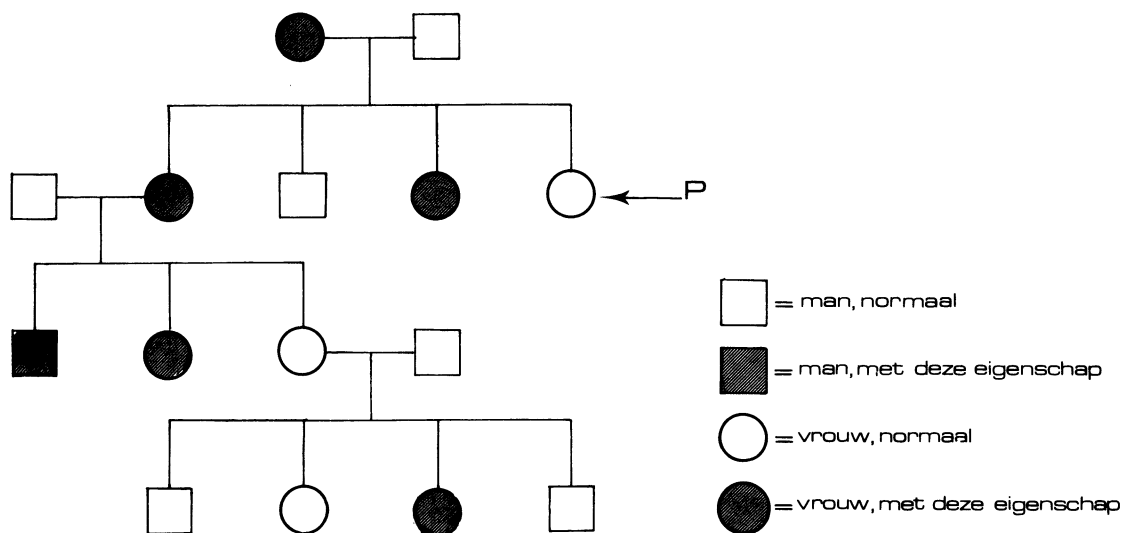 P
= man, normaal
= man, met deze eigenschap
= vrouw, normaal
= vrouw, met deze eigenschap